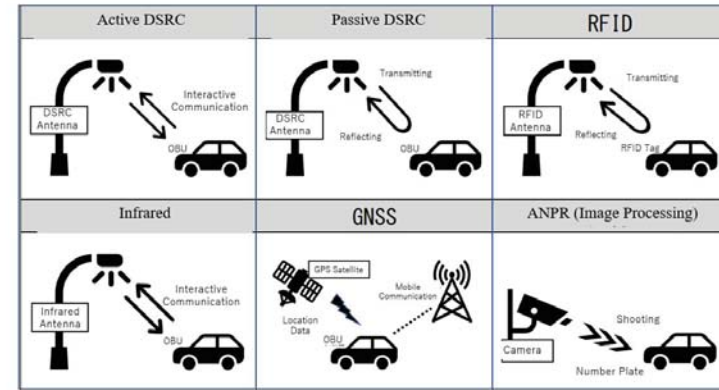 Active DSRC
Passive DSRC
RFID
Interactive
Communication
DSRC
Antenna
OBU
Transmitting
DSRC
Antenna
Reflecting
OBU
Transmitting
RFID
Antenna
Reflecting
RFID Tag
Infrared
GNSS
ANPR (Image Processing)
Interactive
Communication
Infrared
Antenna
OBU
GPS Satellite
Mobile
Communication
Location
Data
OBU
Shooting
Camera
Number Plate